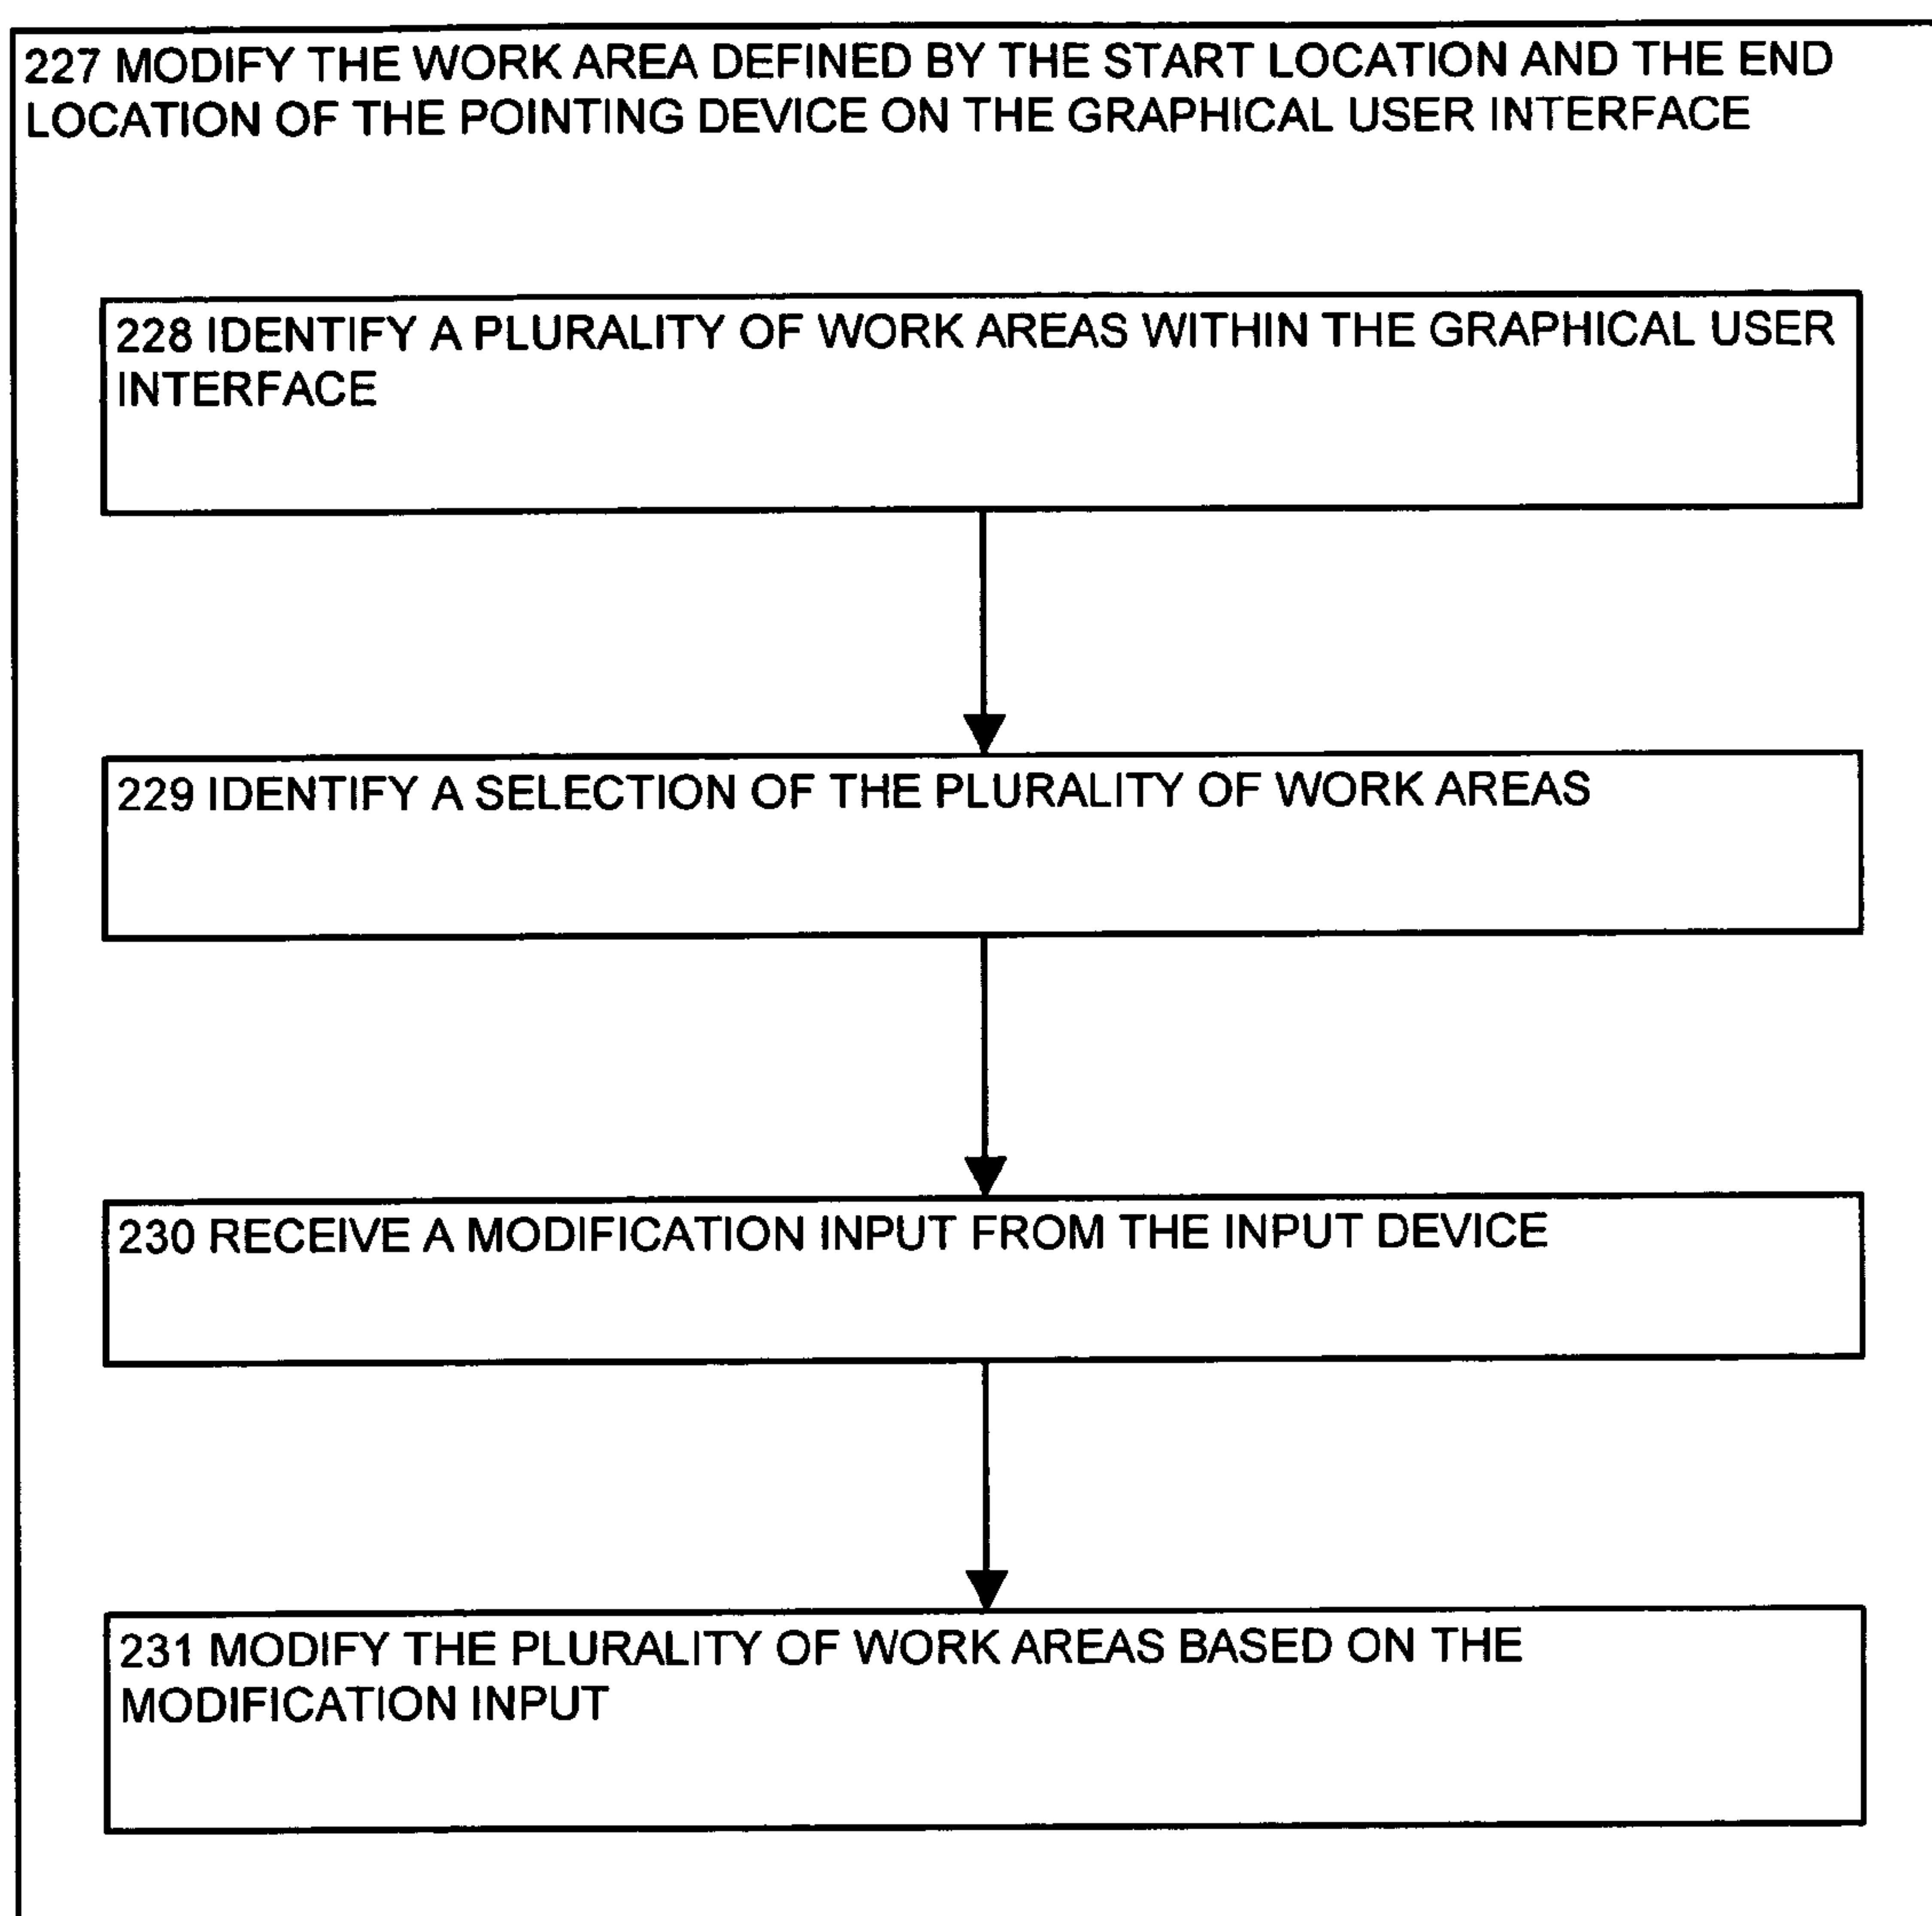 227 MODIFY THE WORK AREA DEFINED BY THE START LOCATION AND THE END
LOCATION OF THE POINTING DEVICE ON THE GRAPHICAL USER INTERFACE
228 IDENTIFY A PLURALITY OF WORK AREAS WITHIN THE GRAPHICAL USER
INTERFACE
229 IDENTIFY A SELECTION OF THE PLURALITY OF WORK AREAS
230 RECEIVE A MODIFICATION INPUT FROM THE INPUT DEVICE
231 MODIFY THE PLURALITY OF WORK AREAS BASED ON THE
MODIFICATION INPUT